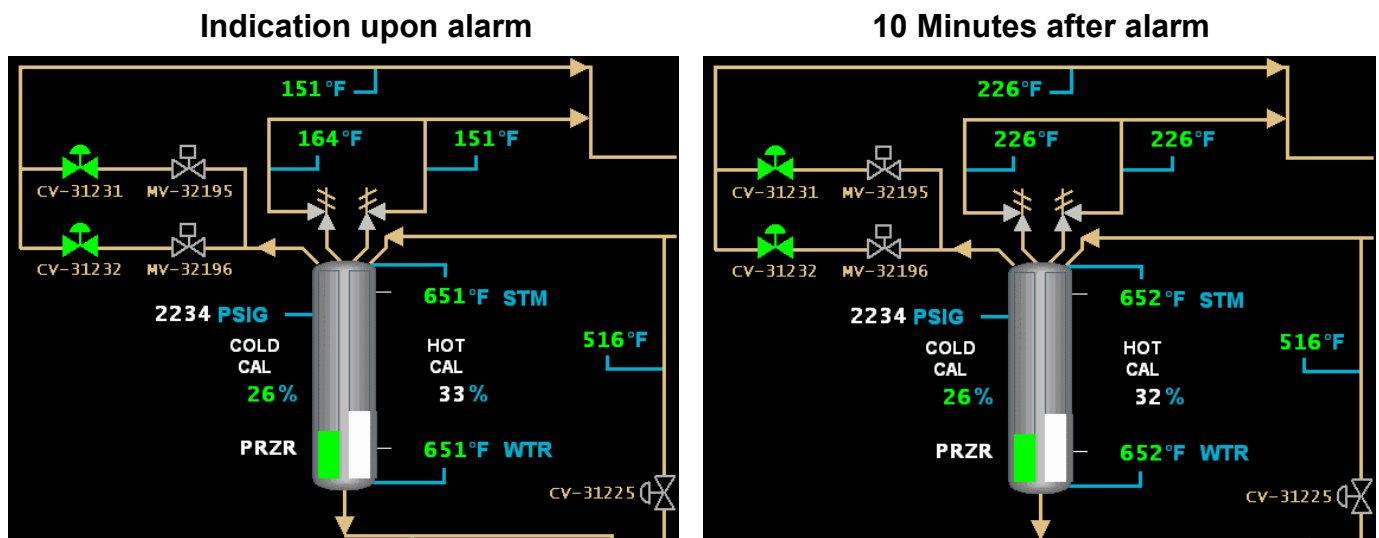 Indication upon alarm
151°F
164°F
151°F
CV-31231
MV-32195
CV-31232
MV-32196
651°F STM
2234 PSIG
516°F
COLD
CAL
HOT
CAL
26%
33%
PRZR
651°F WTR
CV-31225
10 Minutes after alarm
226°F
226°F
226°F
CV-31231
MV-32195
CV-31232
MV-32196
652°F STM
2234 PSIG
516°F
COLD
CAL
HOT
CAL
26%
32%
PRZR
652°F WTR
CV-31225